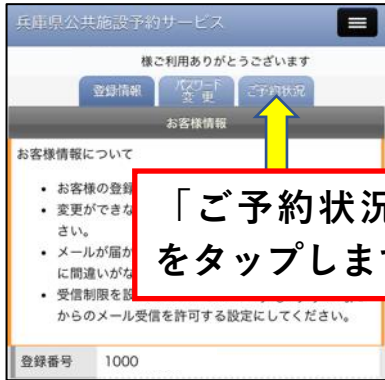 兵庫県公共施設予約サービス
様ご利用ありがとうございます
登録情報
パスワード
変 更
ご予約状況
お客様情報
お客様情報について
• お客様の登録
• 変更ができな
さい。
• メールが届か
に間違いがな
• 受信制限を設
からのメール受信を許可する設定にしてください。
「ご予約状況
をタップしま
登録番号 1000